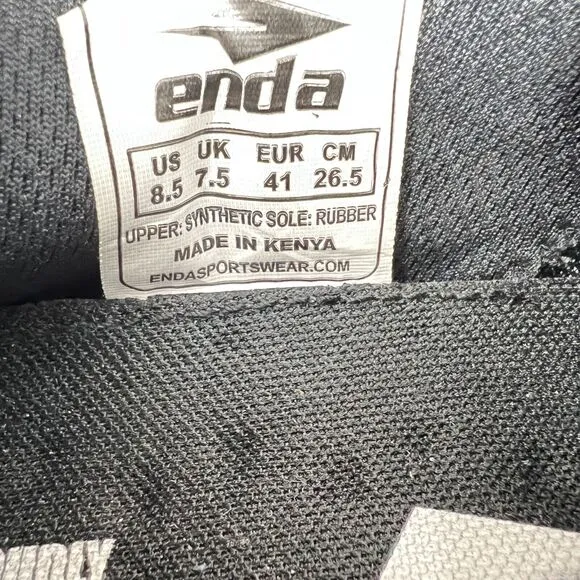 enda
US UK EUR CM
8.5 7.5 41 26.5
UPPER: SYNTHETIC SOLE: RUBBER
MADE IN KENYA
ENDASPORTSWEAR.COM